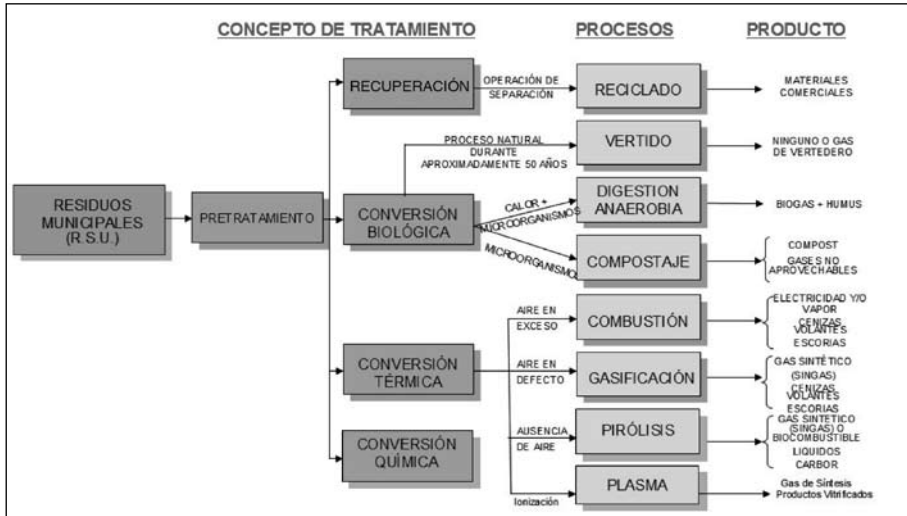 CONCEPTO DE TRATAMIENTO
PROCESOS
PRODUCTO
RECUPERACIÓN
OPERACIÓN DE
SEPARACIÓN
RECICLADO
MATERIALES
COMERCIALES
PROCESO NATURAL
DURANTE
APROXIMADAMENTE 50 AÑOS
VERTIDO
NINGUNO O GAS
DE VERTEDERO
RESIDUOS
MUNICIPALES
(R.S.U.)
PRETRATAMIENTO
CONVERSIÓN
BIOLÓGICA
CALOR +
MICROORGANISMOS
DIGESTION
ANAEROBIA
BIOGAS + HUMUS
MICROORGANISMOS
COMPOSTAJE
COMPOST
GASES NO
APROVECHABLES
AIRE EN
EXCESO
COMBUSTIÓN
ELECTRICIDAD Y/O
VAPOR
CENIZAS
VOLANTES
ESCORIAS
CONVERSIÓN
TÉRMICA
AIRE EN
DEFECTO
GASIFICACIÓN
GAS SINTÉTICO
(SINGAS)
CENIZAS
VOLANTES
ESCORIAS
AUSENCIA
DE AIRE
PIRÓLISIS
GAS SINTETICO
(SINGAS) O
BIOCOMBUSTIBLE
LIQUIDOS
CARBOR
CONVERSIÓN
QUÍMICA
Ionización
PLASMA
Gas de Síntesis
Productos Vitrificados